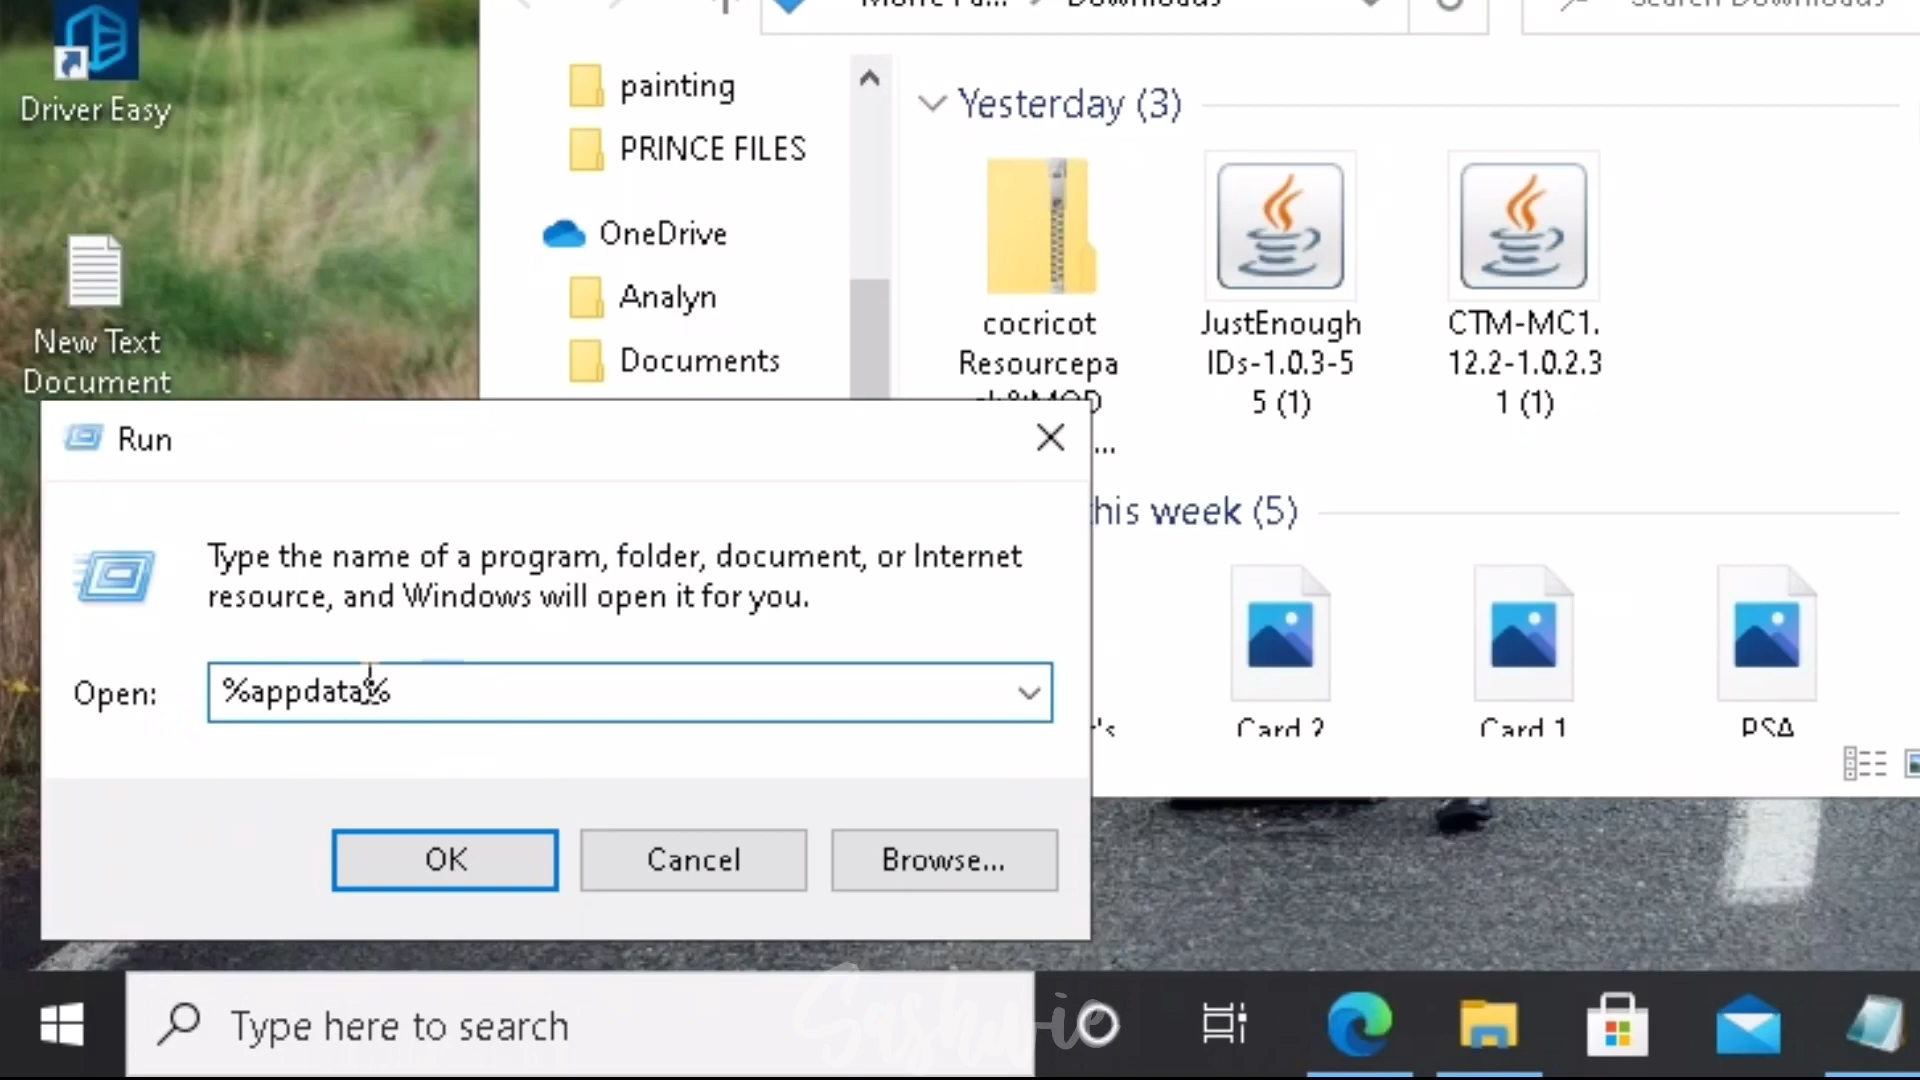 Downloads
Search Downloads
Driver Easy
painting
PRINCE FILES
OneDrive
Analyn
Documents
New Text
Document
Yesterday (3)
cocricot
Resourcepa
JustEnough
IDs-1.0.3-5
5 (1)
CTM-MC1.
12.2-1.0.2.3
1 (1)
...
his week (5)
Card 2
Card 1
PSA
's
Run
Type the name of a program, folder, document, or Internet
resource, and Windows will open it for you.
Open:
%appdata%
OK
Cancel
Browse...
Type here to search